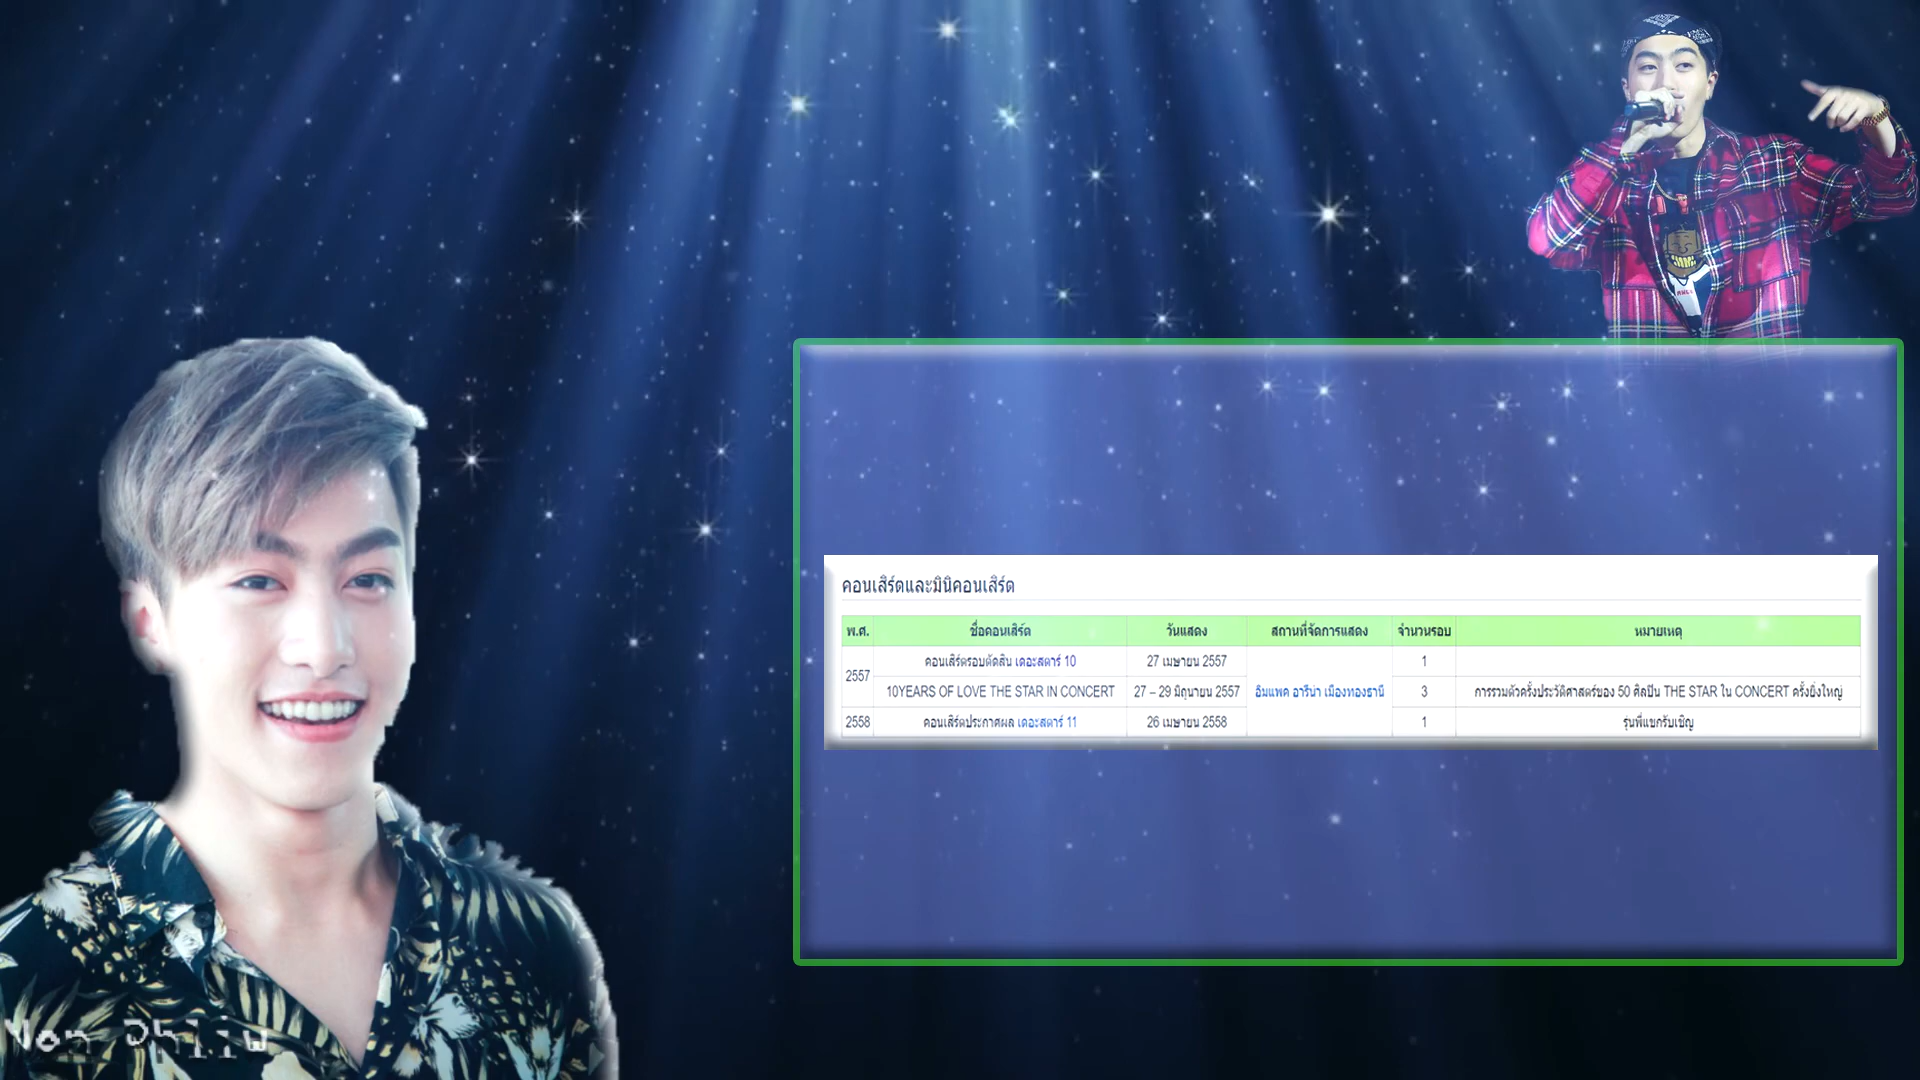 คอนเสิร์ตและมินิคอนเสิร์ต
พ.ศ. ชื่อคอนเสิร์ต วันแสดง สถานที่จัดการแสดง จำนวนรอบ หมายเหตุ
2557 คอนเสิร์ตรอบตัดสิน เดอะสตาร์ 10 27 เมษายน 2557 1
10YEARS OF LOVE THE STAR IN CONCERT 27 – 29 มิถุนายน 2557 อิมแพค อารีน่า เมืองทองธานี 3 การรวมตัวครั้งประวัติศาสตร์ของ 50 ศิลปิน THE STAR ใน CONCERT ครั้งยิ่งใหญ่
2558 คอนเสิร์ตประกาศผล เดอะสตาร์ 11 26 เมษายน 2558 1 รุ่นพี่แขกรับเชิญ